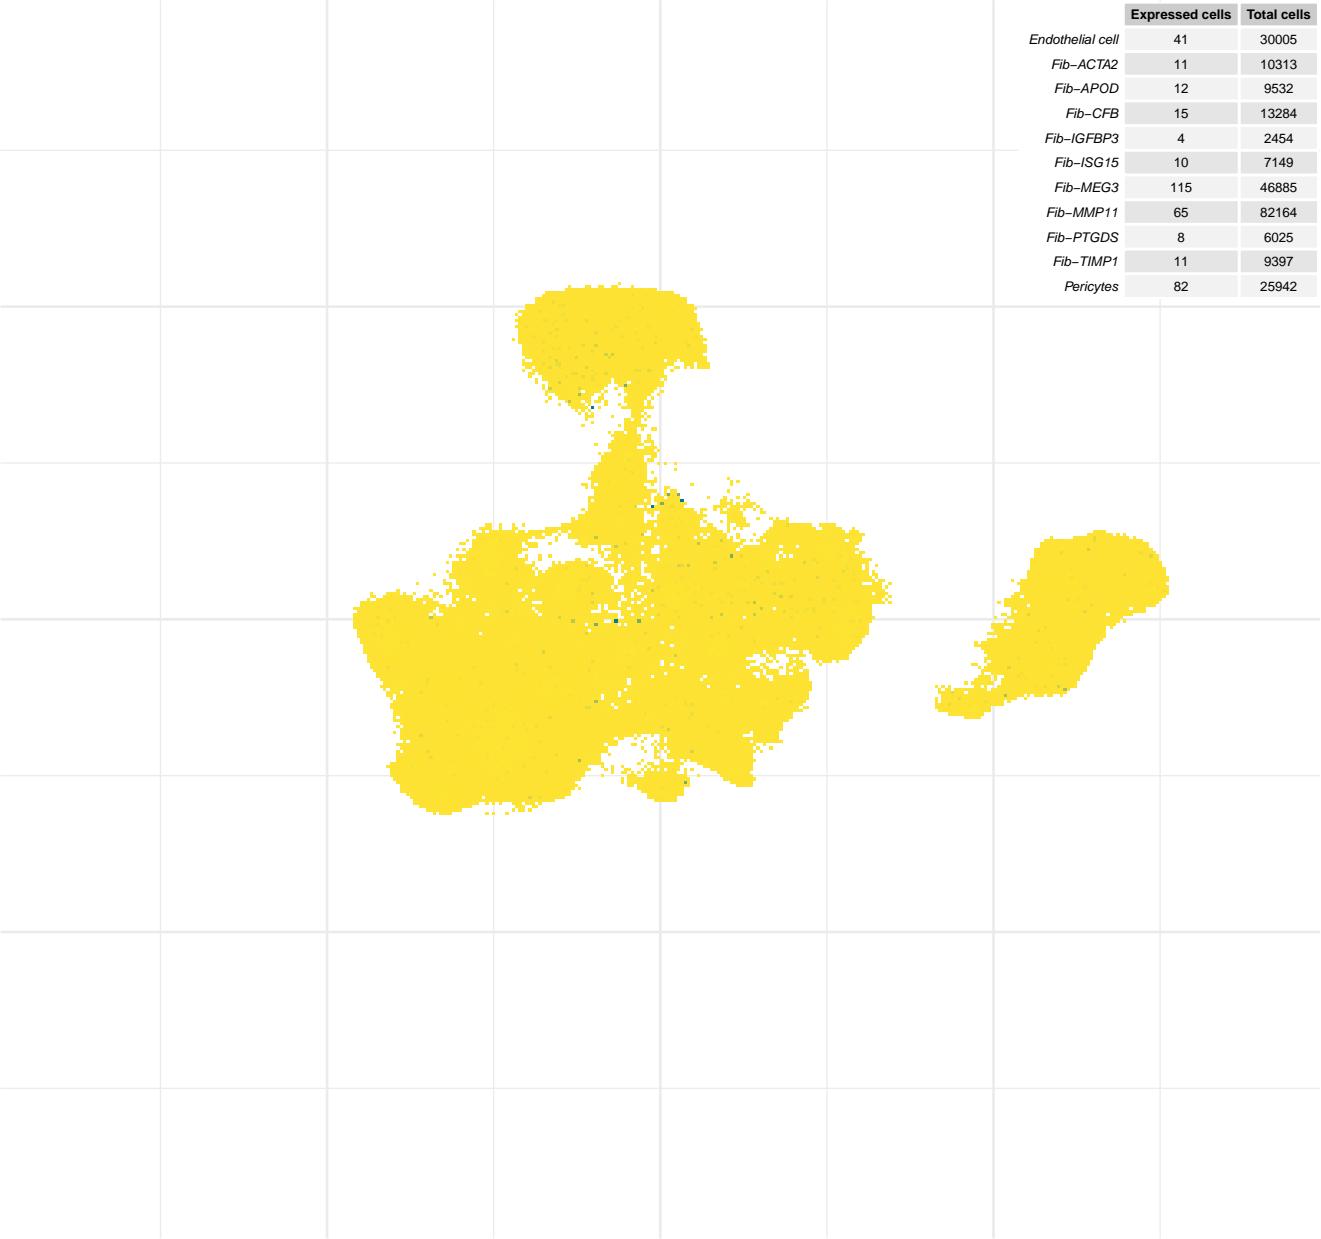 Expressed cells Total cells
Endothelial cell 41 30005
Fib−ACTA2 11 10313
Fib−APOD 12 9532
Fib−CFB 15 13284
Fib−IGFBP3 4 2454
Fib−ISG15 10 7149
Fib−MEG3 115 46885
Fib−MMP11 65 82164
Fib−PTGDS 8 6025
Fib−TIMP1 11 9397
Pericytes 82 25942